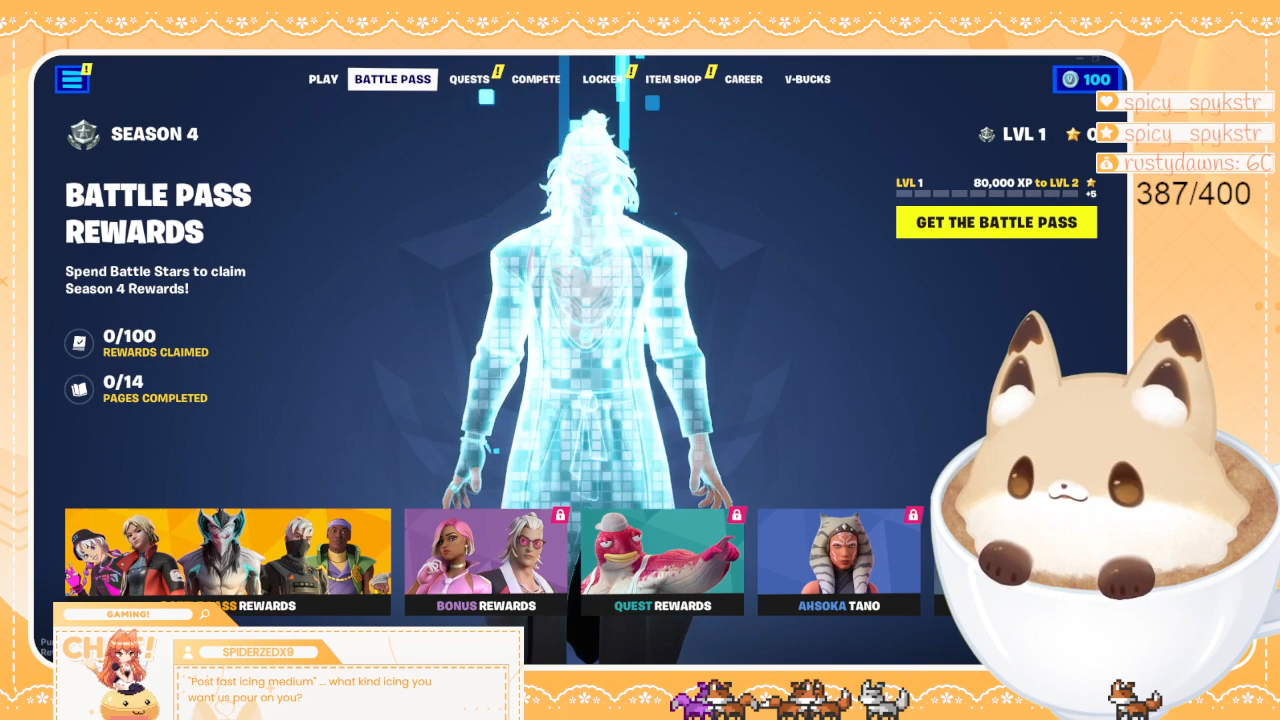 PLAY BATTLE PASS QUESTS COMPETE LOCKER ITEM SHOP CAREER V-BUCKS
100
SEASON 4
LVL 1
spicy_spykstr
spicy_spykstr
rustydawns:
387/400
BATTLE PASS
REWARDS
LVL 1 80,000 XP to LVL 2
+5
GET THE BATTLE PASS
Spend Battle Stars to claim
Season 4 Rewards!
0/100
REWARDS CLAIMED
0/14
PAGES COMPLETED
REWARDS
BONUS REWARDS
QUEST REWARDS
AHSOKA TANO
GAMING!
SPIDERZEDX9
"Post fast icing medium" ... what kind icing you
want us pour on you?